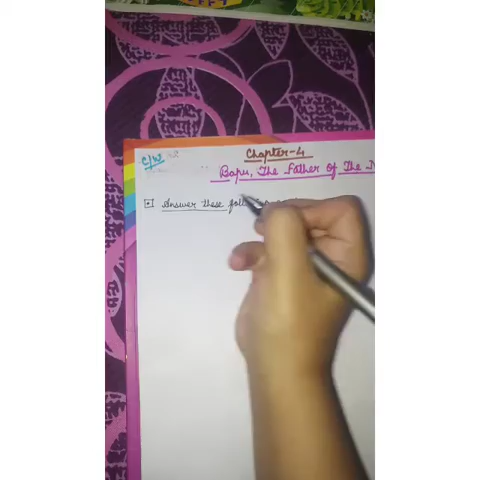 C/W
Chapter-4
Bapu, The Father Of The
Answer these